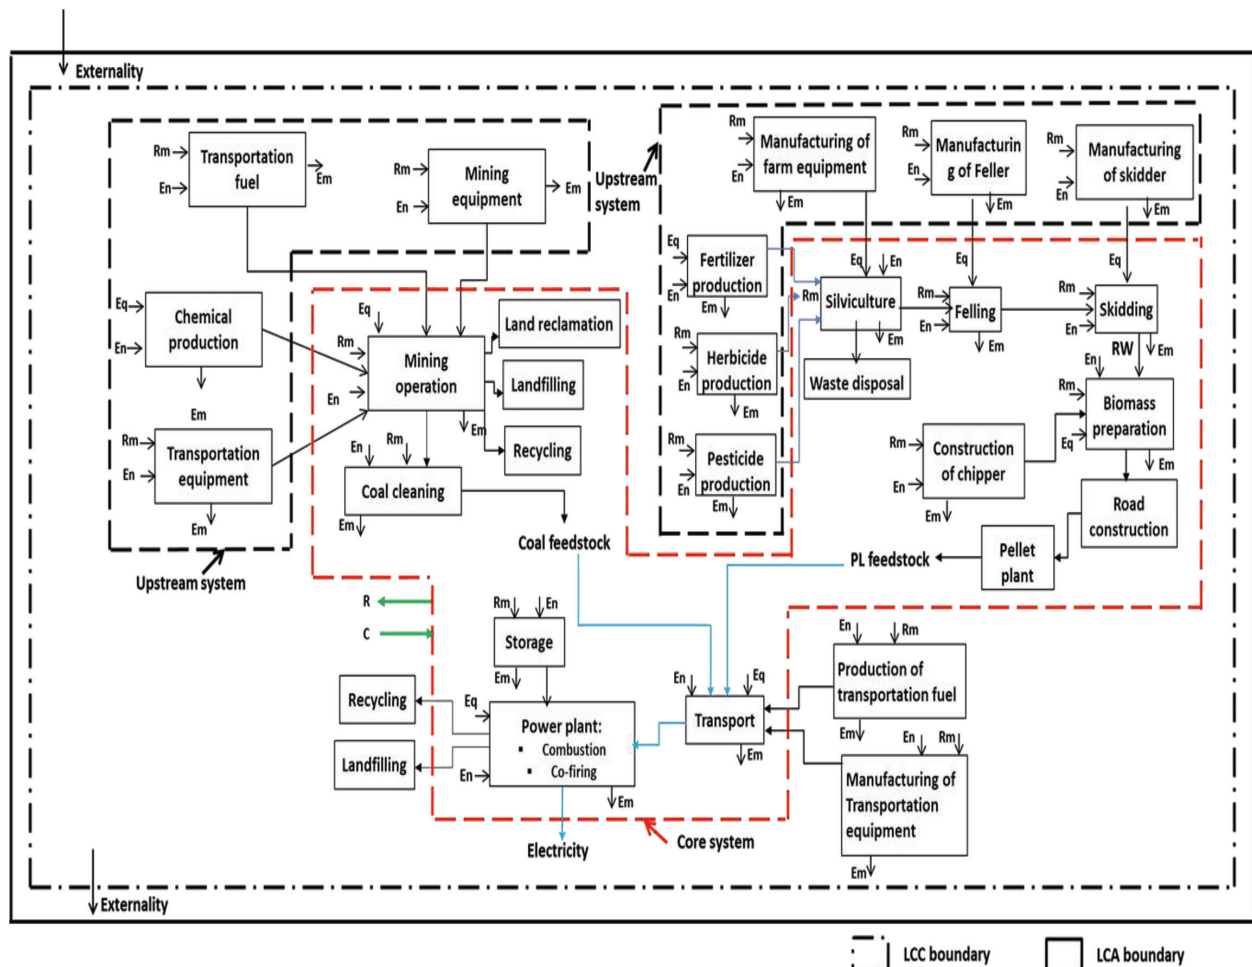 Externality
Rm
En
Transportation
fuel
Em
Rm
En
Mining
equipment
Em
Upstream
system
Rm
En
Manufacturing of
farm equipment
Em
Rm
En
Manufacturin
g of Feller
Em
Rm
En
Manufacturing
of skidder
Em
Eq
En
Chemical
production
Em
Rm
En
Transportation
equipment
Em
Upstream system
Eq
Rm
En
Mining
operation
Em
Land reclamation
Landfilling
Recycling
En
Rm
Coal cleaning
Em
Coal feedstock
Eq
En
Fertilizer
production
Em
Rm
En
Herbicide
production
Em
Rm
En
Pesticide
production
Em
Eq
En
Rm
Silviculture
Em
Waste disposal
Eq
Rm
En
Felling
Em
Eq
Rm
En
Skidding
RW
Em
En
Rm
Eq
Biomass
preparation
Em
Rm
En
Construction
of chipper
Em
Road
construction
Pellet
plant
PL feedstock
R
C
Rm
En
Storage
Em
Recycling
Landfilling
Eq
En
Power plant:
▪ Combustion
▪ Co-firing
Em
Electricity
En
Eq
Transport
Em
En
Rm
Production of
transportation fuel
Em
En
Rm
Manufacturing of
Transportation
equipment
Em
Core system
Externality
LCC boundary
LCA boundary